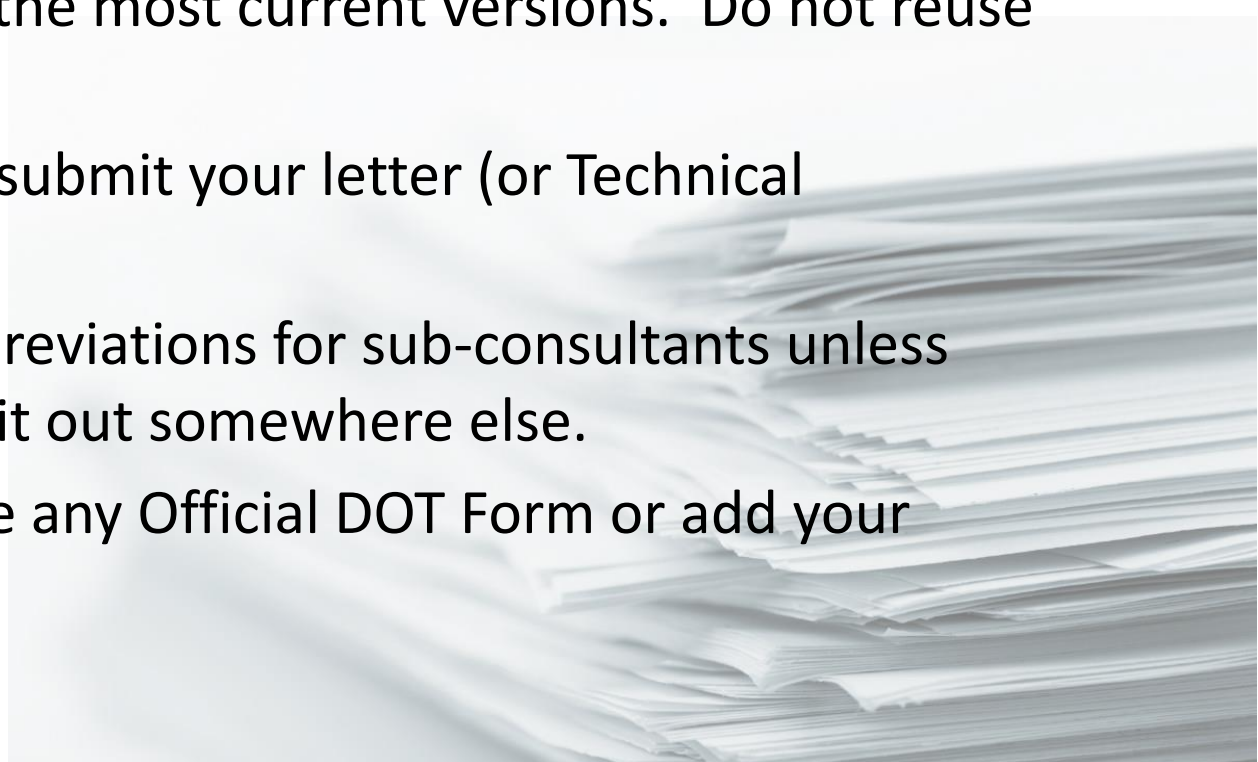 the most current versions.  Do not reuse
submit your letter (or Technical
reviations for sub-consultants unless
it out somewhere else.
e any Official DOT Form or add your